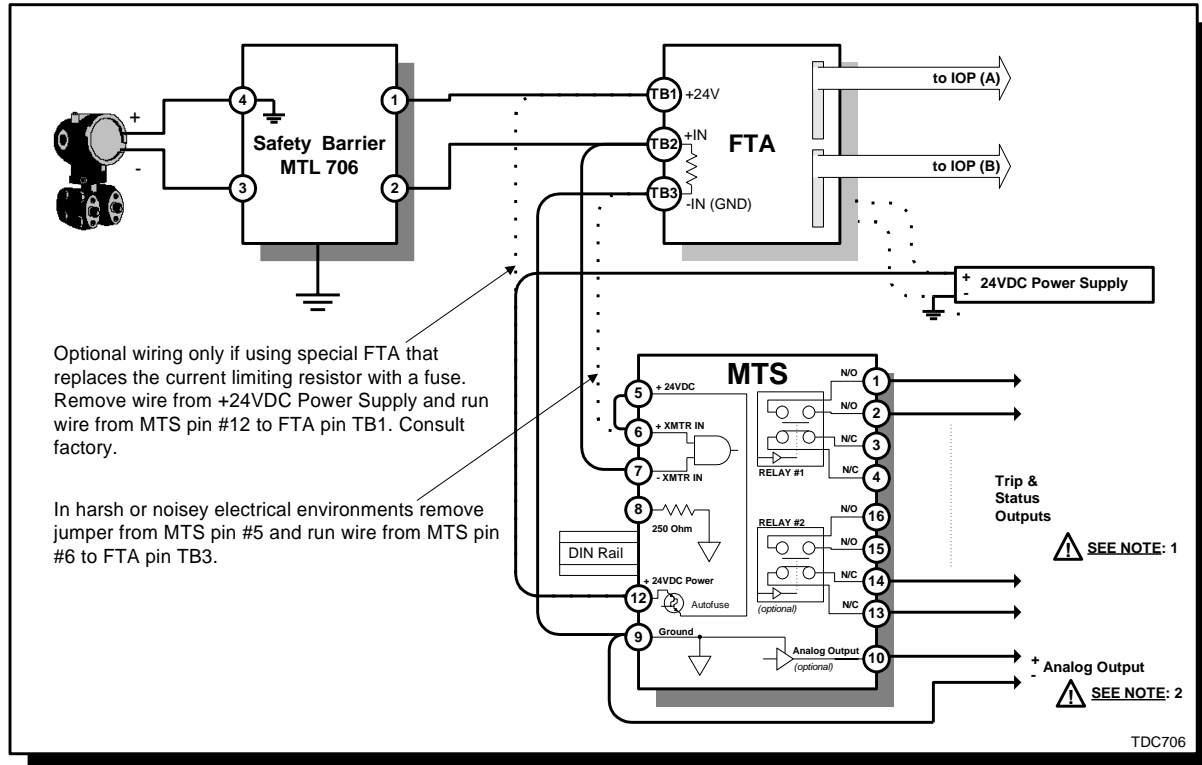 to IOP (A)
4
1
TB1
+24V
+
Safety Barrier
MTL 706
+IN
TB2
FTA
-
3
2
to IOP (B)
TB3
-IN (GND)
+
-
24VDC Power Supply
Optional wiring only if using special FTA that
replaces the current limiting resistor with a fuse.
Remove wire from +24VDC Power Supply and run
wire from MTS pin #12 to FTA pin TB1. Consult
factory.
In harsh or noisey electrical environments remove
jumper from MTS pin #5 and run wire from MTS pin
#6 to FTA pin TB3.
MTS
5
+ 24VDC
6
+ XMTR IN
7
- XMTR IN
8
250 Ohm
DIN Rail
+ 24VDC Power
12
Autofuse
9
Ground
N/O
1
N/O
2
N/C
3
RELAY #1
N/C
4
N/O
16
RELAY #2
N/O
15
N/C
14
(optional)
N/C
13
Analog Output
(optional)
10
Trip &
Status
Outputs
! SEE NOTE: 1
+
-
Analog Output
! SEE NOTE: 2
TDC706